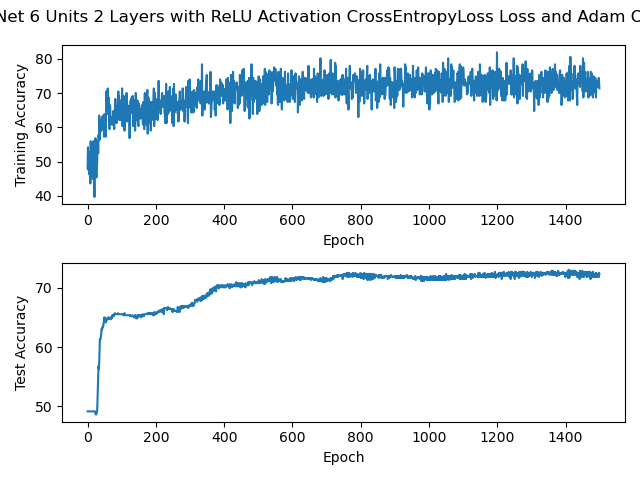 Net 6 Units 2 Layers with ReLU Activation CrossEntropyLoss Loss and Adam
80
70
60
50
40
Training Accuracy
0 200 400 600 800 1000 1200 1400
Epoch
70
60
50
Test Accuracy
0 200 400 600 800 1000 1200 1400
Epoch